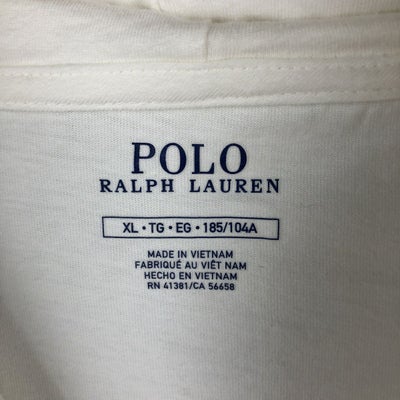 POLO
RALPH LAUREN
XL • TG • EG • 185/104A
MADE IN VIETNAM
FABRIQUÉ AU VIÊT NAM
HECHO EN VIETNAM
RN 41381/CA 56658